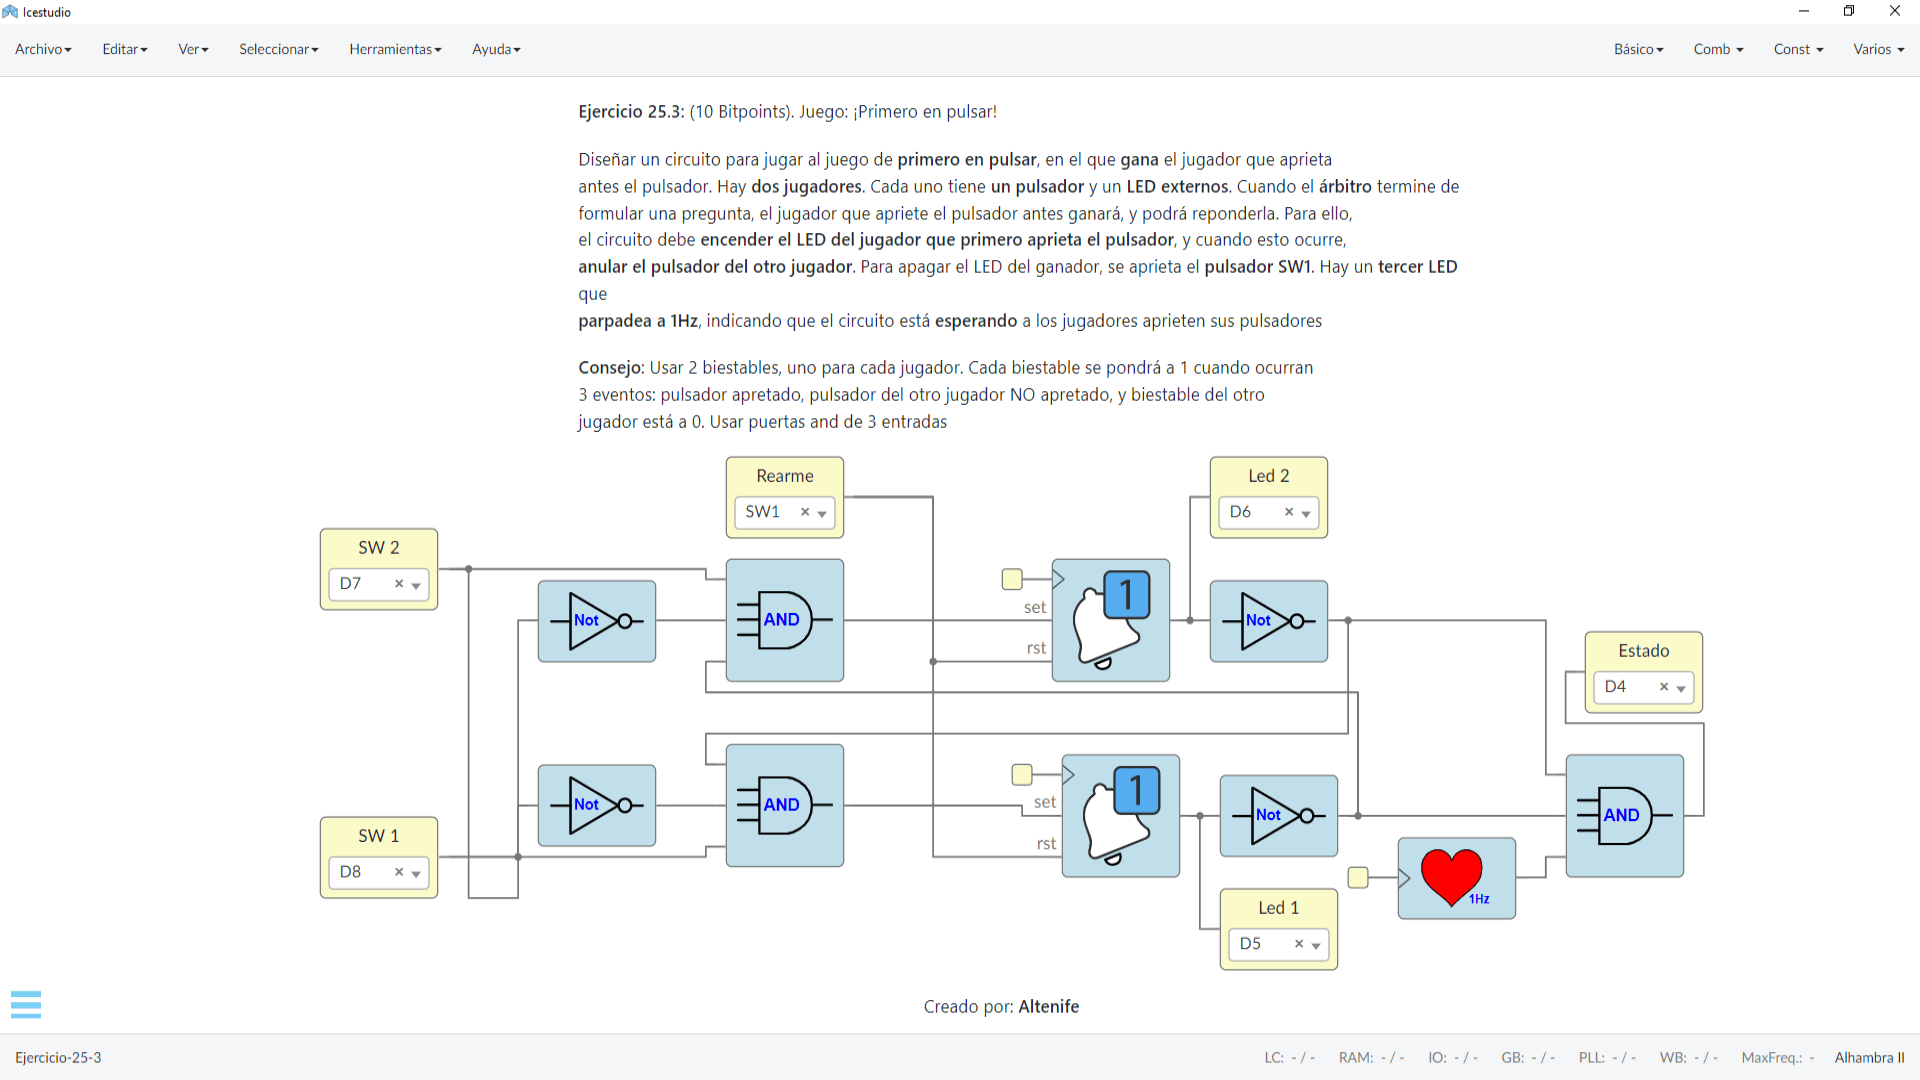 Icestudio
Archivo Editar Ver Seleccionar Herramientas Ayuda Básico Comb Const Varios
Ejercicio 25.3: (10 Bitpoints). Juego: ¡Primero en pulsar!
Diseñar un circuito para jugar al juego de primero en pulsar, en el que gana el jugador que aprieta
antes el pulsador. Hay dos jugadores. Cada uno tiene un pulsador y un LED externos. Cuando el árbitro termine de
formular una pregunta, el jugador que apriete el pulsador antes ganará, y podrá reponderla. Para ello,
el circuito debe encender el LED del jugador que primero aprieta el pulsador, y cuando esto ocurre,
anular el pulsador del otro jugador. Para apagar el LED del ganador, se aprieta el pulsador SW1. Hay un tercer LED
que
parpadea a 1Hz, indicando que el circuito está esperando a los jugadores aprieten sus pulsadores
Consejo: Usar 2 biestables, uno para cada jugador. Cada biestable se pondrá a 1 cuando ocurran
3 eventos: pulsador apretado, pulsador del otro jugador NO apretado, y biestable del otro
jugador está a 0. Usar puertas and de 3 entradas
Rearme
SW1
Led 2
D6
SW 2
D7
Not
AND
set
rst
1
Not
Estado
D4
Not
AND
set
rst
1
Not
AND
SW 1
D8
1Hz
Led 1
D5
Creado por: Altenife
Ejercicio-25-3 LC: - / - RAM: - / - IO: - / - GB: - / - PLL: - / - WB: - / - MaxFreq.: - Alhambra II